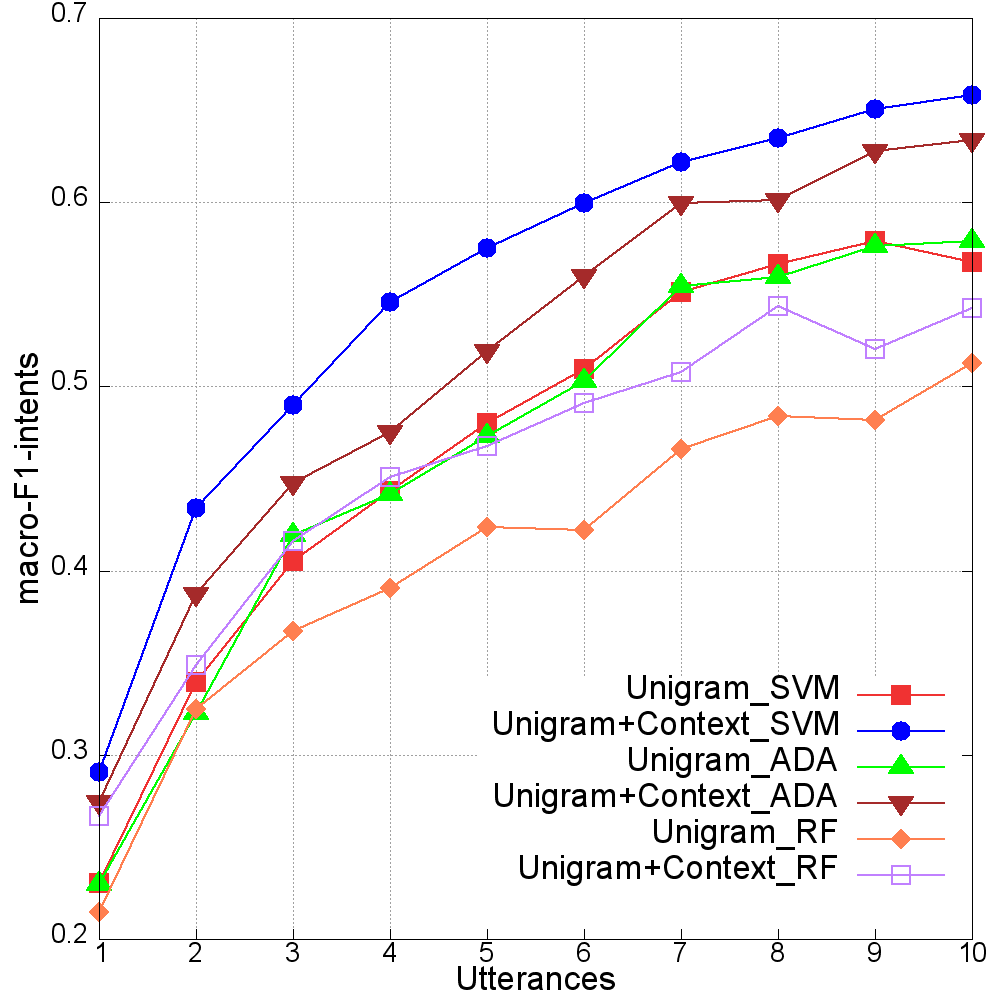 0.7
0.6
0.5
0.4
0.3
0.2
macro-F1-intents
Unigram_SVM
Unigram+Context_SVM
Unigram_ADA
Unigram+Context_ADA
Unigram_RF
Unigram+Context_RF
1 2 3 4 5 6 7 8 9 10
Utterances